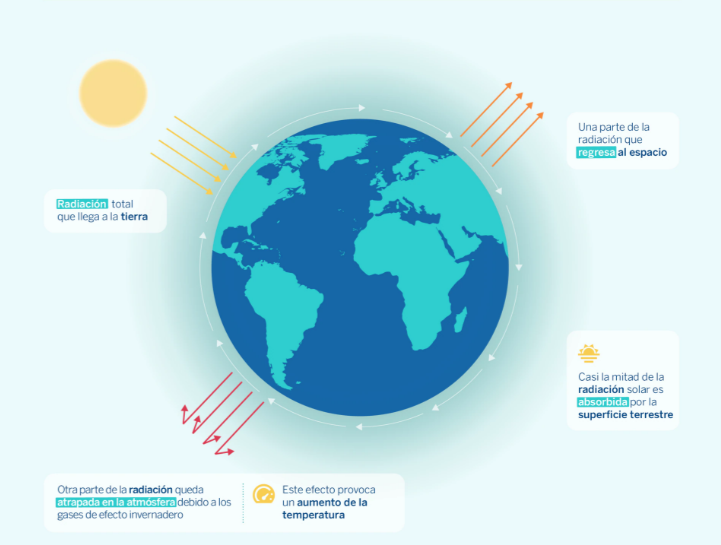 Radiación total
que llega a la tierra
Una parte de la
radiación que
regresa al espacio
Casi la mitad de la
radiación solar es
absorbida por la
superficie terrestre
Otra parte de la radiación queda
atrapada en la atmósfera debido a los
gases de efecto invernadero
Este efecto provoca
un aumento de la
temperatura